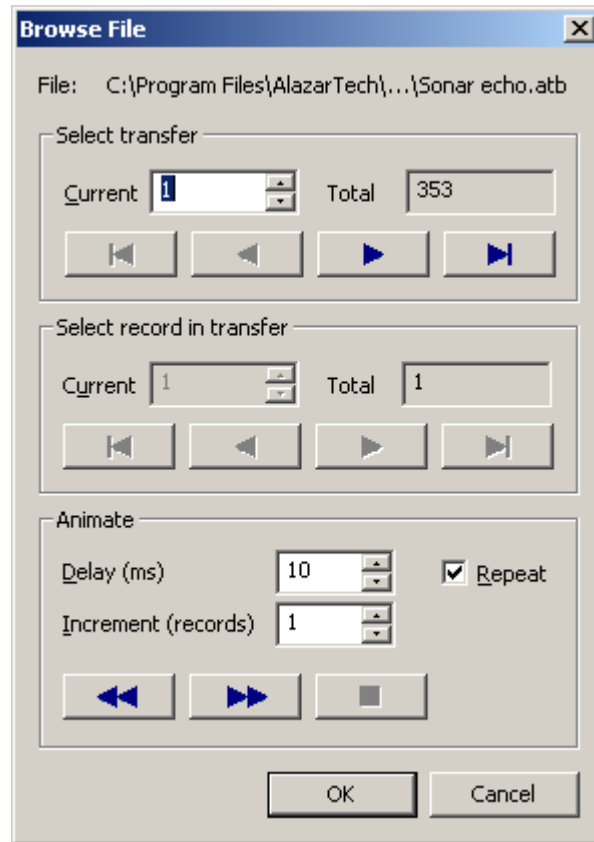 Browse File
File: C:\Program Files\AlazarTech\...\Sonar echo.atb
Select transfer
Current 1 Total 353
Select record in transfer
Current 1 Total 1
Animate
Delay (ms) 10 Repeat
Increment (records) 1
OK Cancel